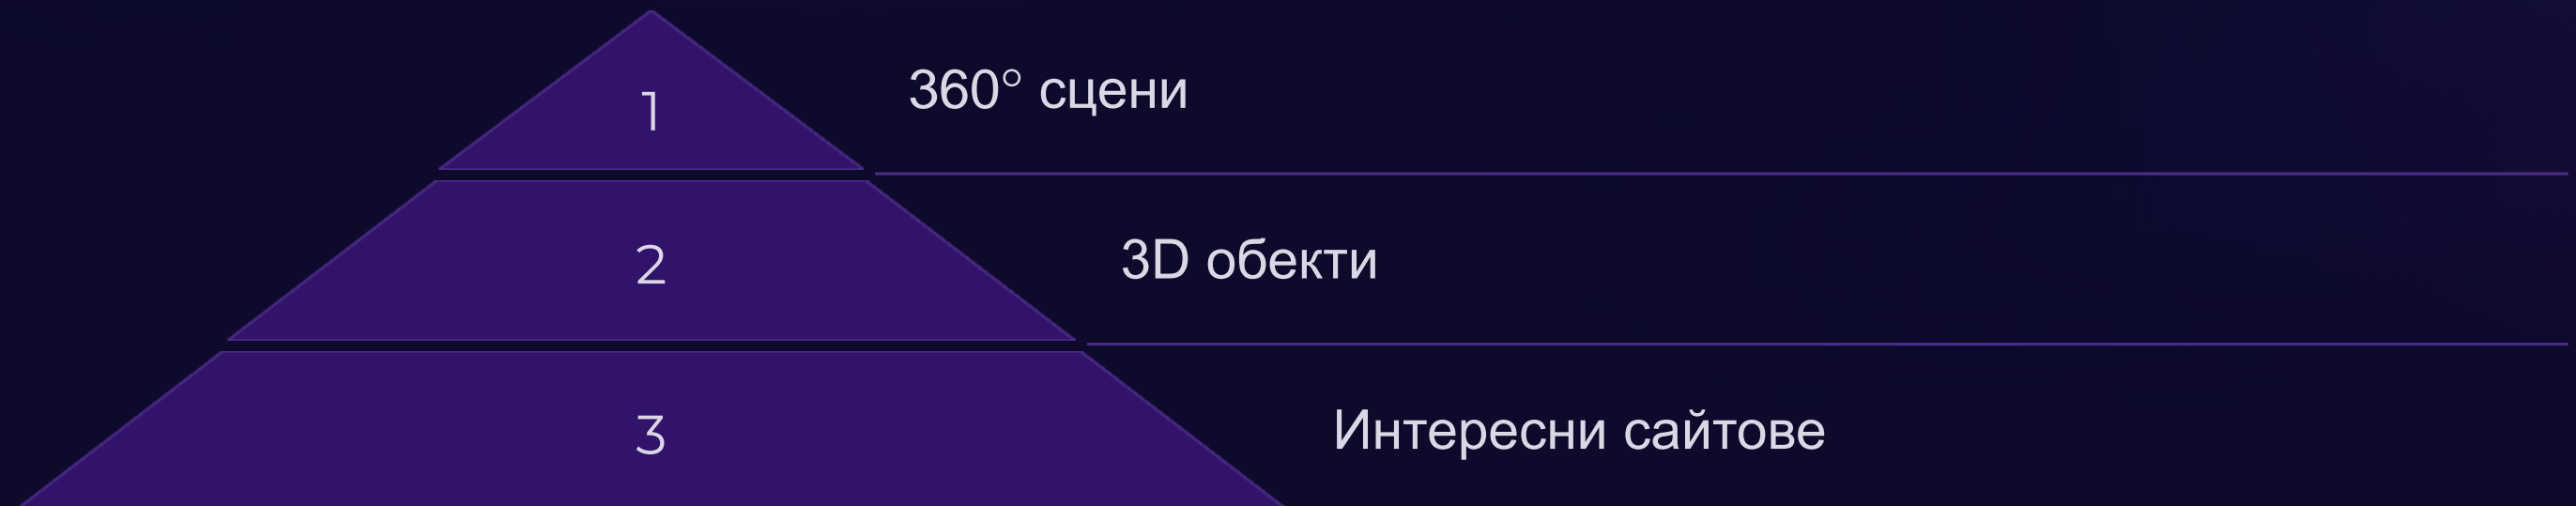 1
360° сцени
2
3D обекти
3
Интересни сайтове